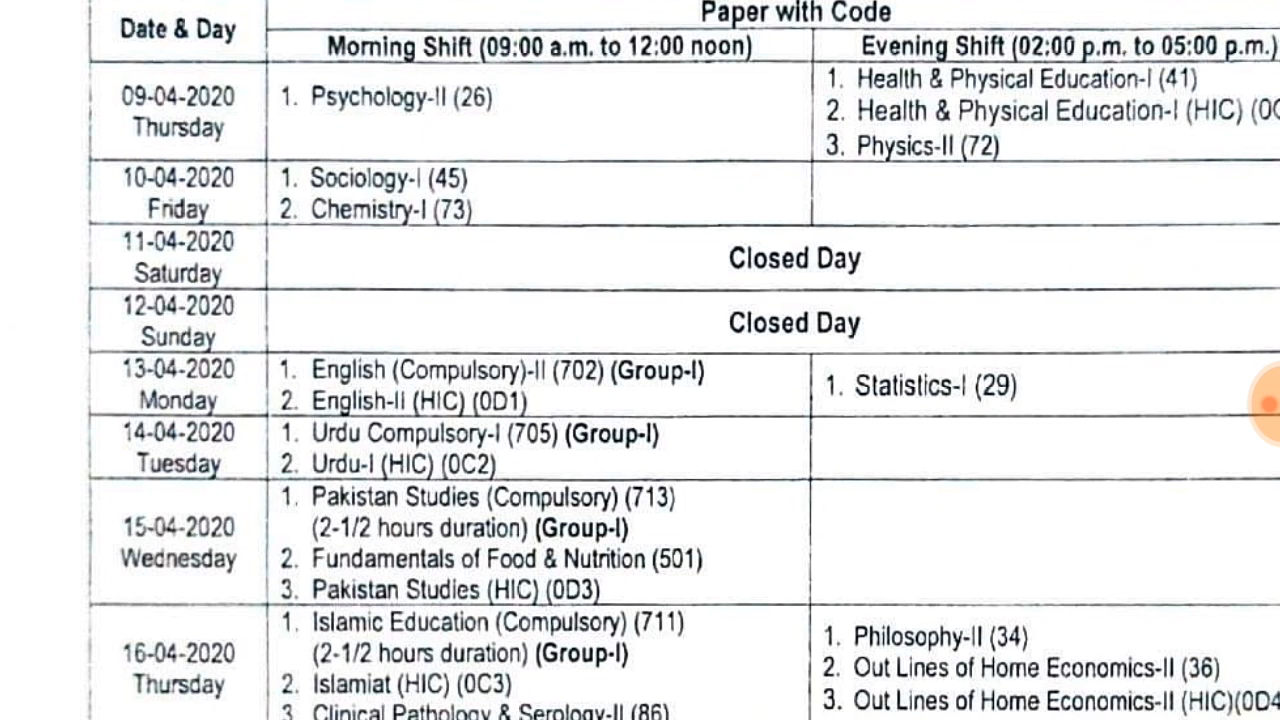 Date & Day
Paper with Code
Morning Shift (09:00 a.m. to 12:00 noon)
Evening Shift (02:00 p.m. to 05:00 p.m.)
09-04-2020
Thursday
1. Psychology-II (26)
1. Health & Physical Education-I (41)
2. Health & Physical Education-I (HIC)
3. Physics-II (72)
10-04-2020
Friday
1. Sociology-I (45)
2. Chemistry-I (73)
11-04-2020
Saturday
Closed Day
12-04-2020
Sunday
Closed Day
13-04-2020
Monday
1. English (Compulsory)-II (702) (Group-I)
2. English-II (HIC) (0D1)
1. Statistics-I (29)
14-04-2020
Tuesday
1. Urdu Compulsory-I (705) (Group-I)
2. Urdu-I (HIC) (0C2)
15-04-2020
Wednesday
1. Pakistan Studies (Compulsory) (713)
(2-1/2 hours duration) (Group-I)
2. Fundamentals of Food & Nutrition (501)
3. Pakistan Studies (HIC) (0D3)
16-04-2020
Thursday
1. Islamic Education (Compulsory) (711)
(2-1/2 hours duration) (Group-I)
2. Islamiat (HIC) (0C3)
3. Clinical Pathology & Serology-II (86)
1. Philosophy-II (34)
2. Out Lines of Home Economics-II (36)
3. Out Lines of Home Economics-II (HIC)(0D4